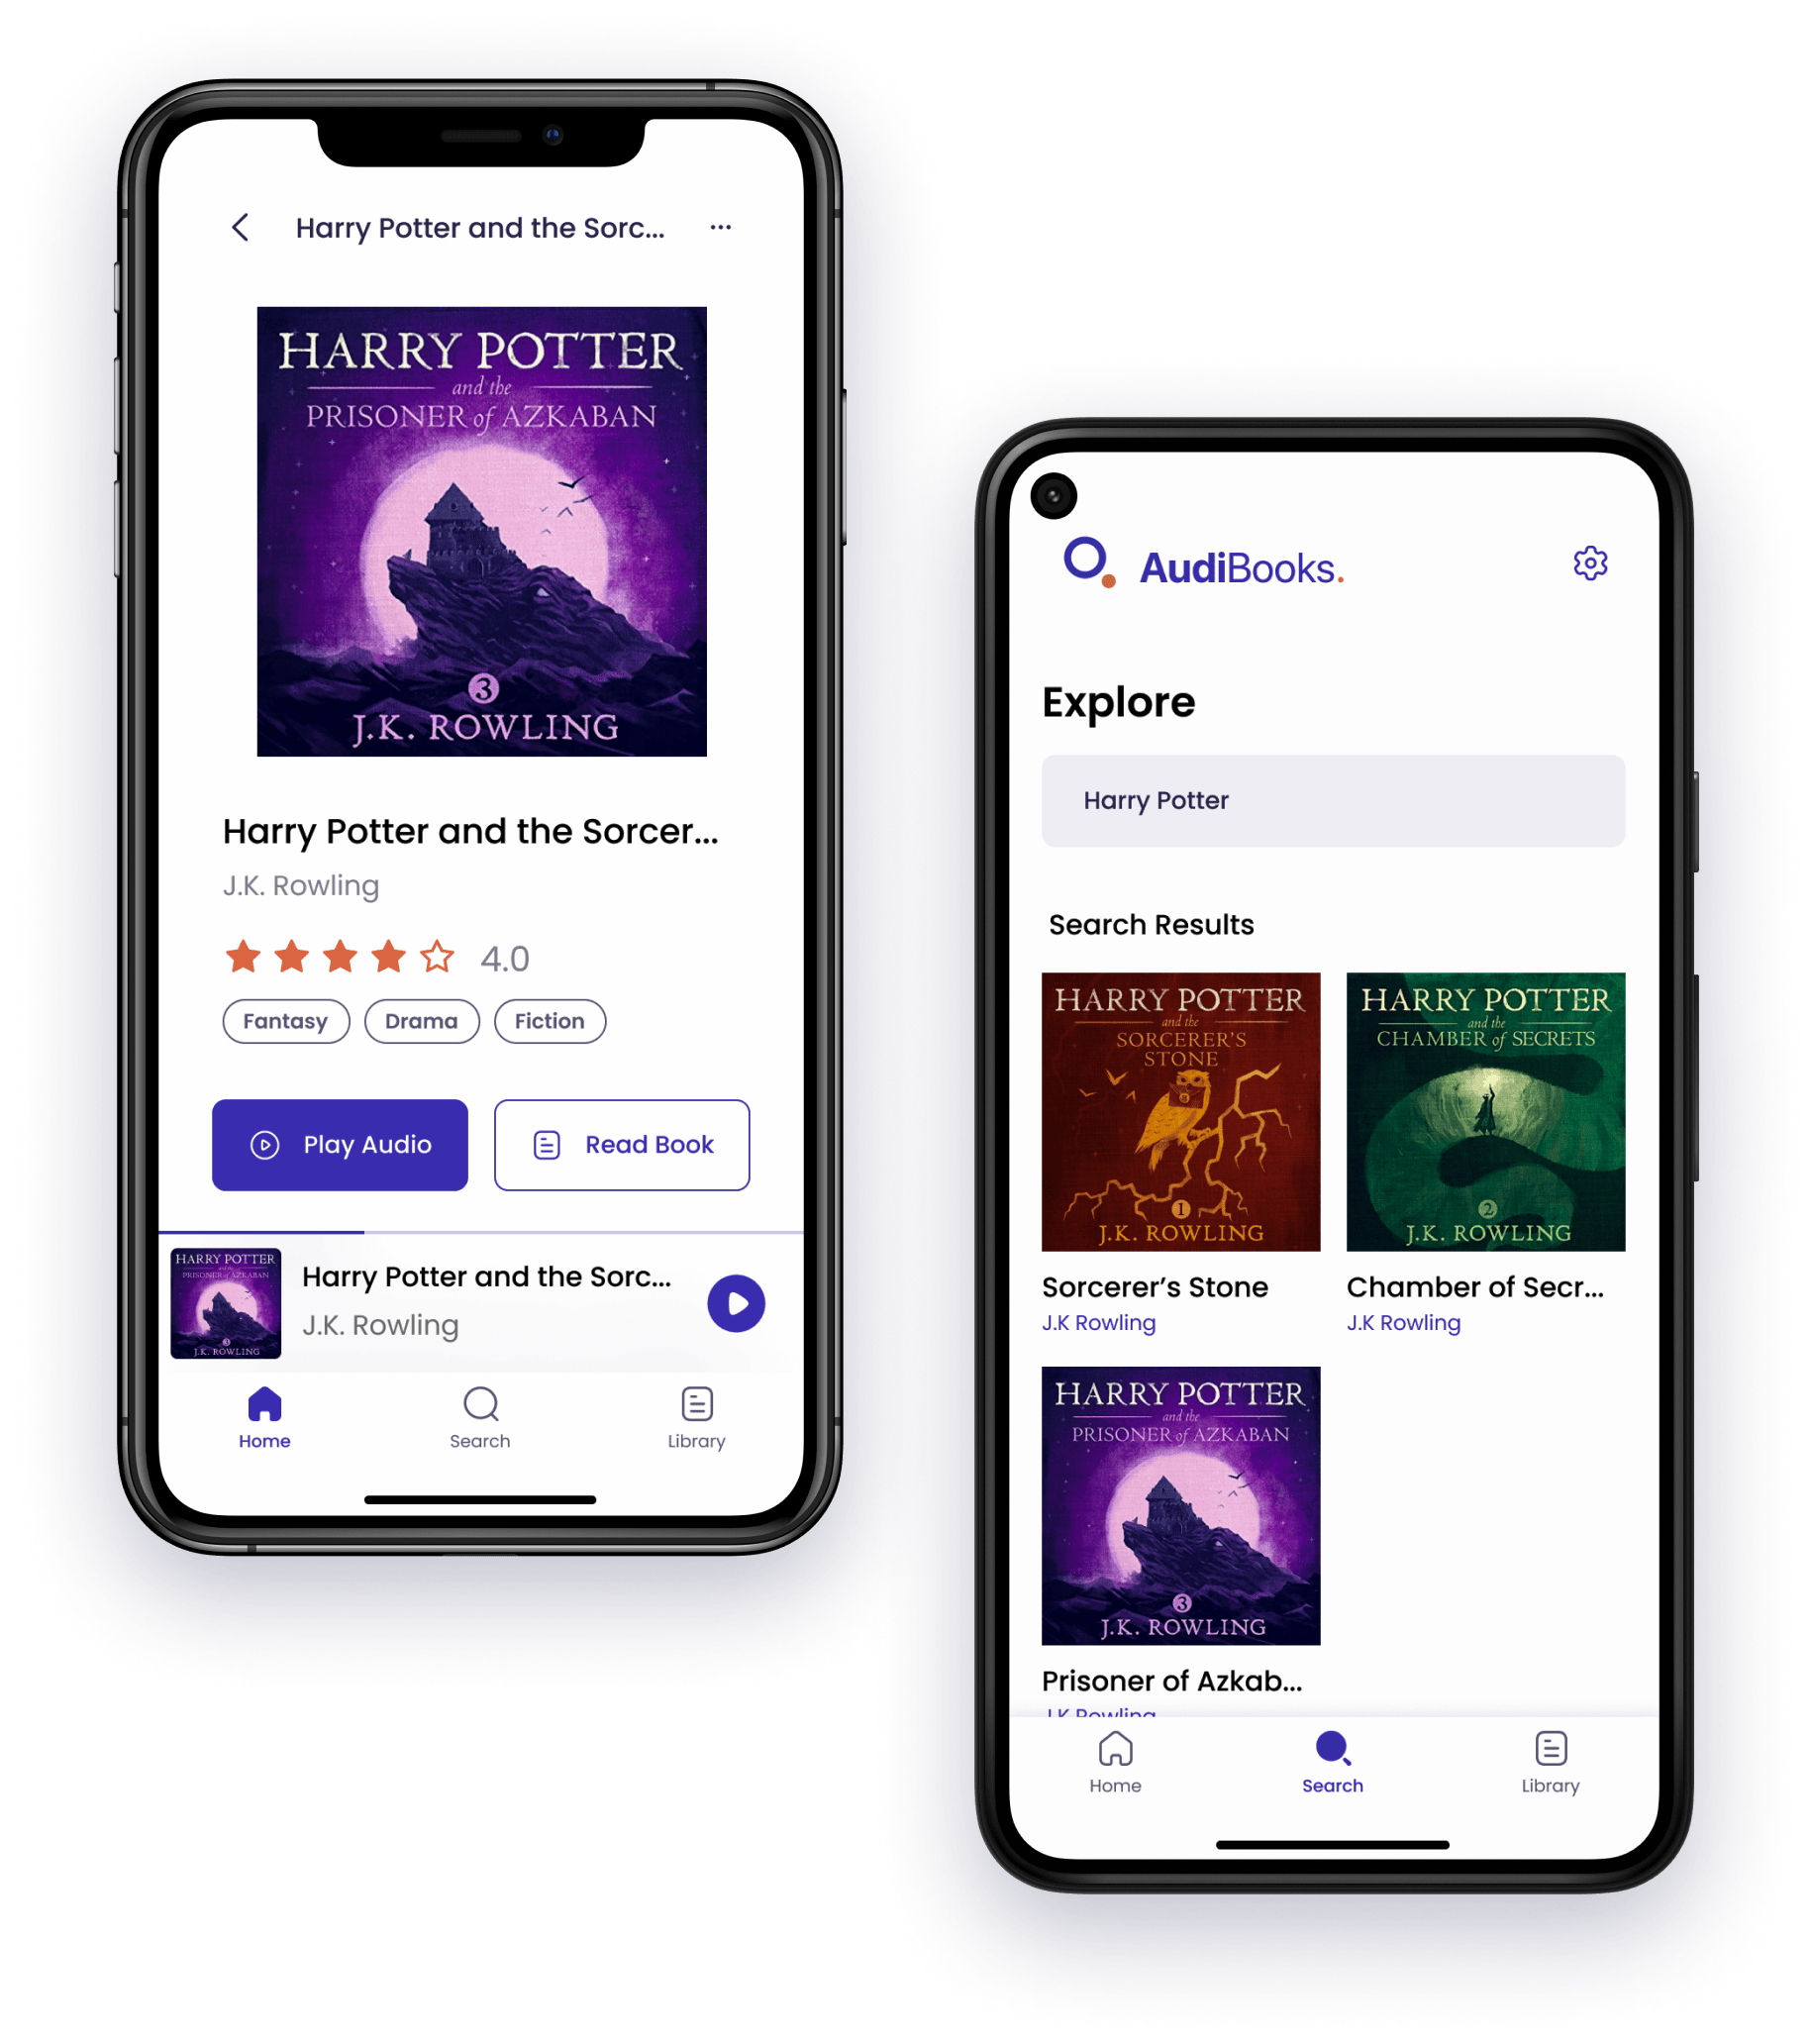 Harry Potter and the Sorc...
HARRY POTTER
and the
PRISONER of AZKABAN
3
J.K. ROWLING
Harry Potter and the Sorcer...
J.K. Rowling
4.0
Fantasy
Drama
Fiction
Play Audio
Read Book
HARRY POTTER
and the
PRISONER of AZKABAN
3
J.K. ROWLING
Harry Potter and the Sorc...
J.K. Rowling
Home
Search
Library
AudiBooks.
Explore
Harry Potter
Search Results
HARRY POTTER
and the
SORCERER'S
STONE
1
J.K. ROWLING
HARRY POTTER
and the
CHAMBER of SECRETS
2
J.K. ROWLING
Sorcerer’s Stone
J.K Rowling
Chamber of Secr...
J.K Rowling
HARRY POTTER
and the
PRISONER of AZKABAN
3
J.K. ROWLING
Prisoner of Azkab...
J.K Rowling
Home
Search
Library